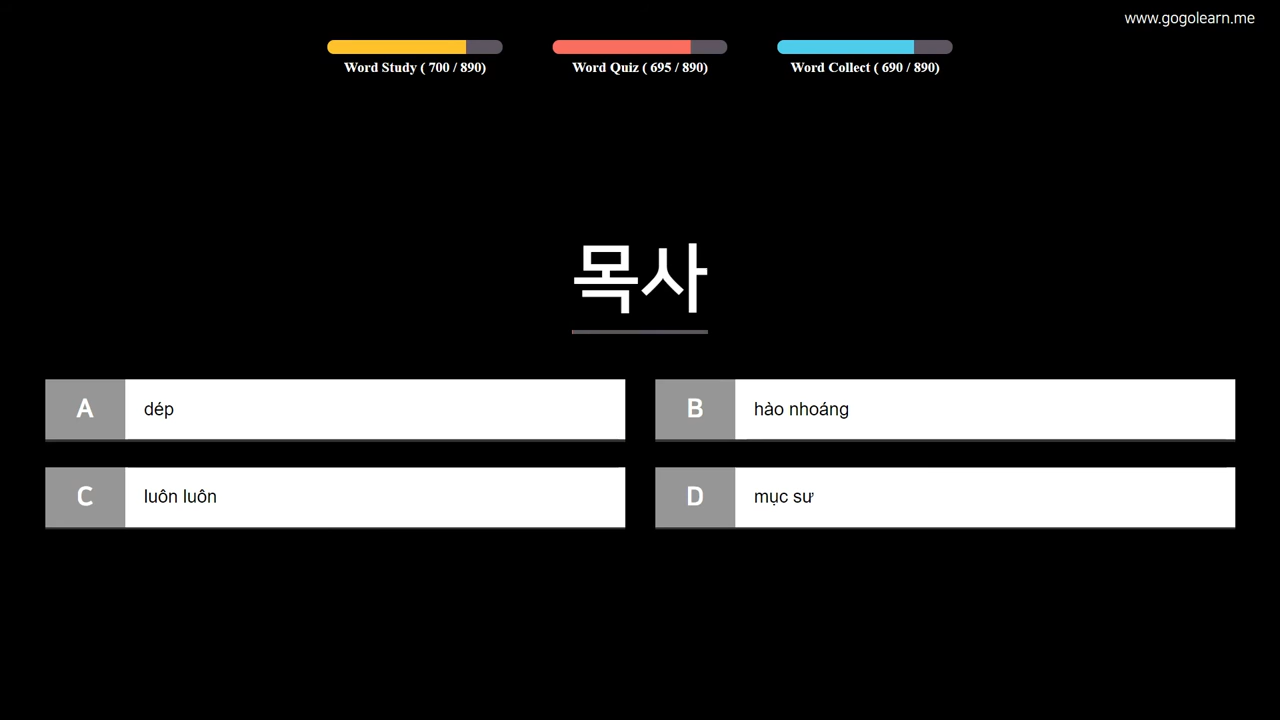 www.gogolearn.me
Word Study ( 700 / 890)
Word Quiz ( 695 / 890)
Word Collect ( 690 / 890)
목사
A dép
B hào nhoáng
C luôn luôn
D mục sư